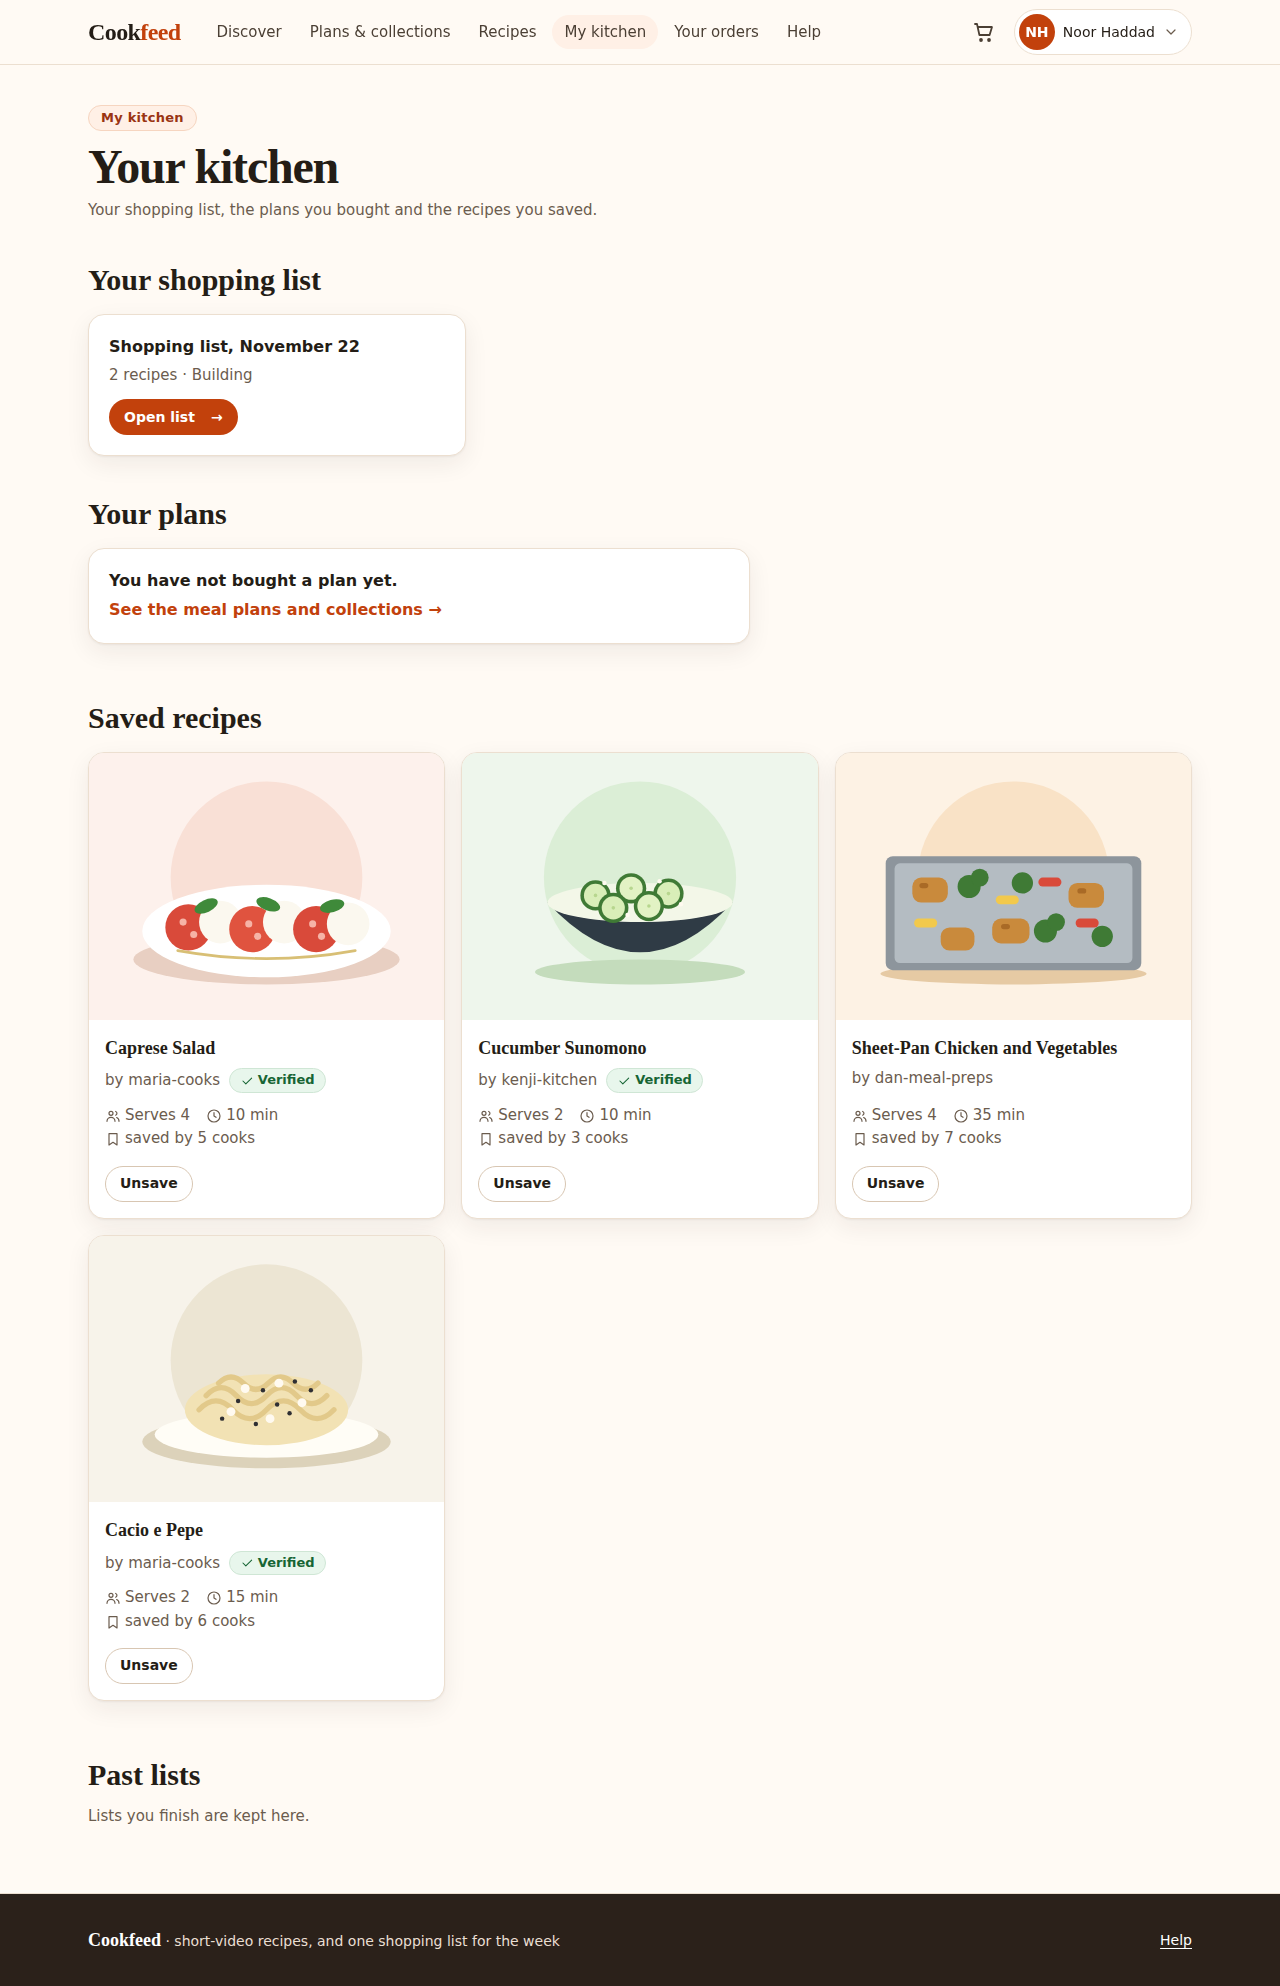 Cookfeed Discover Plans & collections Recipes My kitchen Your orders Help NH Noor Haddad
My kitchen
Your kitchen
Your shopping list, the plans you bought and the recipes you saved.
Your shopping list
Shopping list, November 22
2 recipes · Building
Open list →
Your plans
You have not bought a plan yet.
See the meal plans and collections →
Saved recipes
Caprese Salad
by maria-cooks Verified
Serves 4 10 min
saved by 5 cooks
Unsave
Cucumber Sunomono
by kenji-kitchen Verified
Serves 2 10 min
saved by 3 cooks
Unsave
Sheet-Pan Chicken and Vegetables
by dan-meal-preps
Serves 4 35 min
saved by 7 cooks
Unsave
Cacio e Pepe
by maria-cooks Verified
Serves 2 15 min
saved by 6 cooks
Unsave
Past lists
Lists you finish are kept here.
Cookfeed · short-video recipes, and one shopping list for the week Help